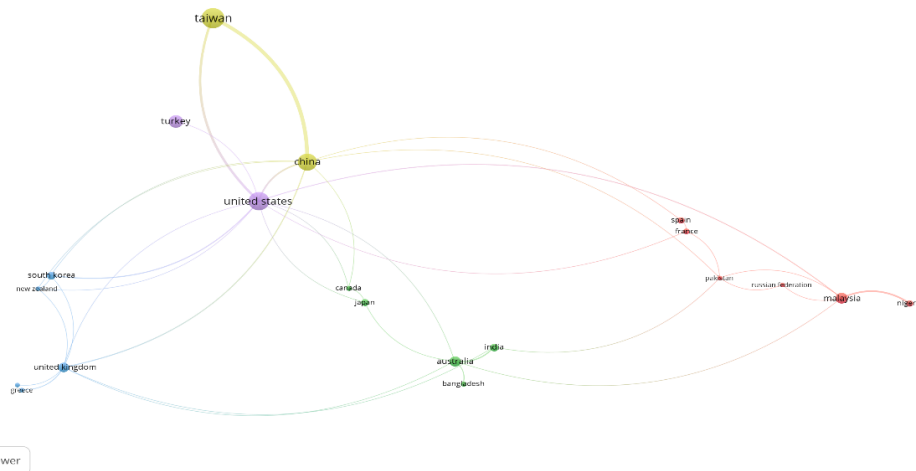 taiwan
turkey
china
united states
spain
france
south korea
new zealand
canada
japan
pakistan
russian federation
malaysia
india
united kingdom
australia
bangladesh
greece
wer